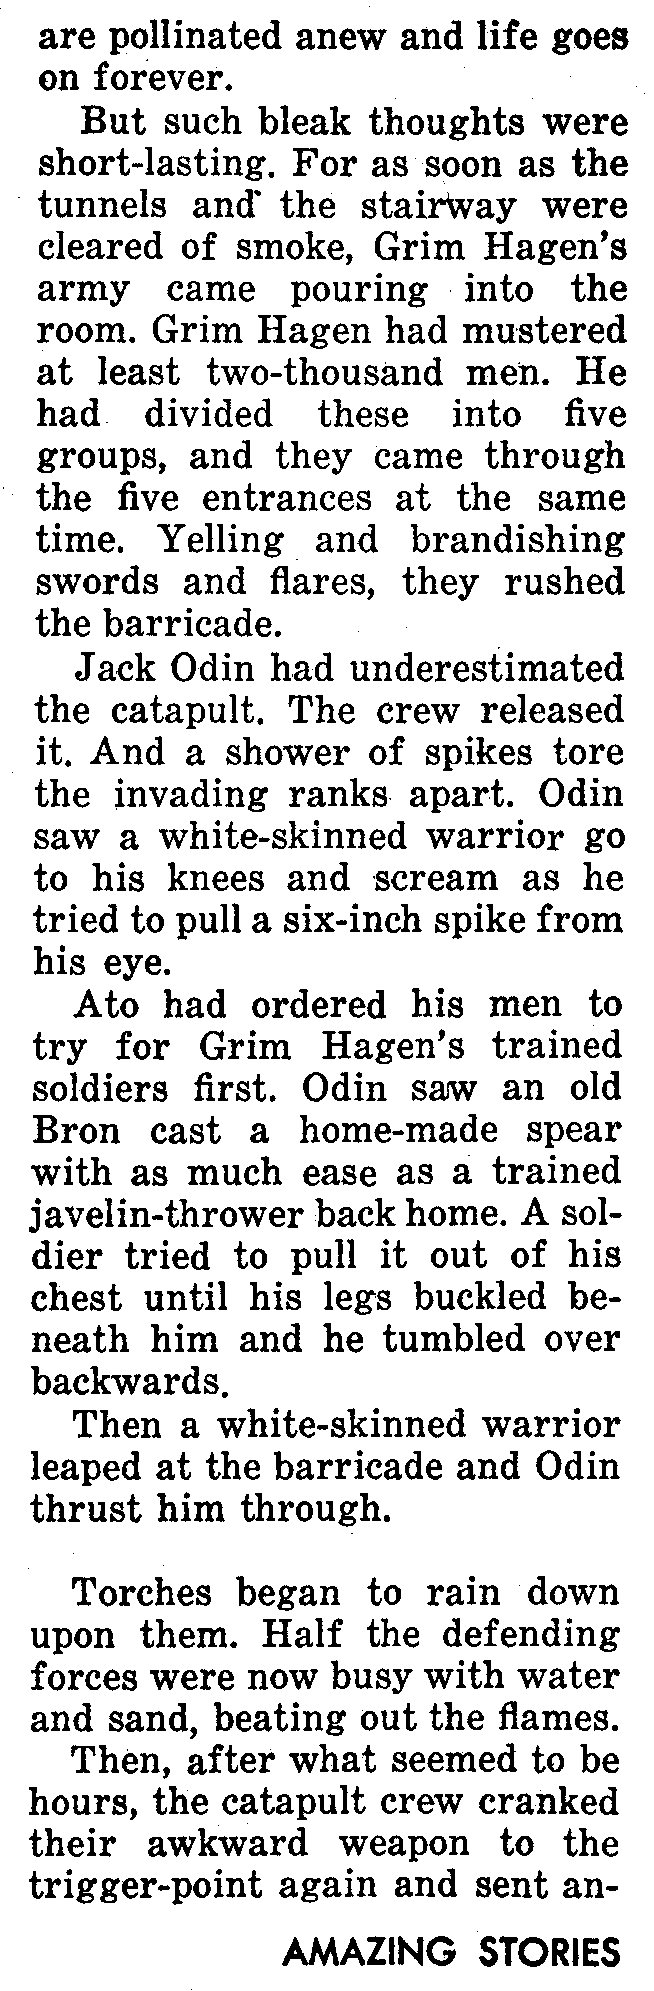 are pollinated anew and life goes
on forever.
But such bleak thoughts were
short-lasting. For as soon as the
tunnels and the stairway were
cleared of smoke, Grim Hagen's
army came pouring into the
room. Grim Hagen had mustered
at least two-thousand men. He
had divided these into five
groups, and they came through
the five entrances at the same
time. Yelling and brandishing
swords and flares, they rushed
the barricade.
Jack Odin had underestimated
the catapult. The crew released
it. And a shower of spikes tore
the invading ranks apart. Odin
saw a white-skinned warrior go
to his knees and scream as he
tried to pull a six-inch spike from
his eye.
Ato had ordered his men to
try for Grim Hagen's trained
soldiers first. Odin saw an old
Bron cast a home-made spear
with as much ease as a trained
javelin-thrower back home. A sol-
dier tried to pull it out of his
chest until his legs buckled be-
neath him and he tumbled over
backwards.
Then a white-skinned warrior
leaped at the barricade and Odin
thrust him through.
Torches began to rain down
upon them. Half the defending
forces were now busy with water
and sand, beating out the flames.
Then, after what seemed to be
hours, the catapult crew cranked
their awkward weapon to the
trigger-point again and sent an-
AMAZING STORIES